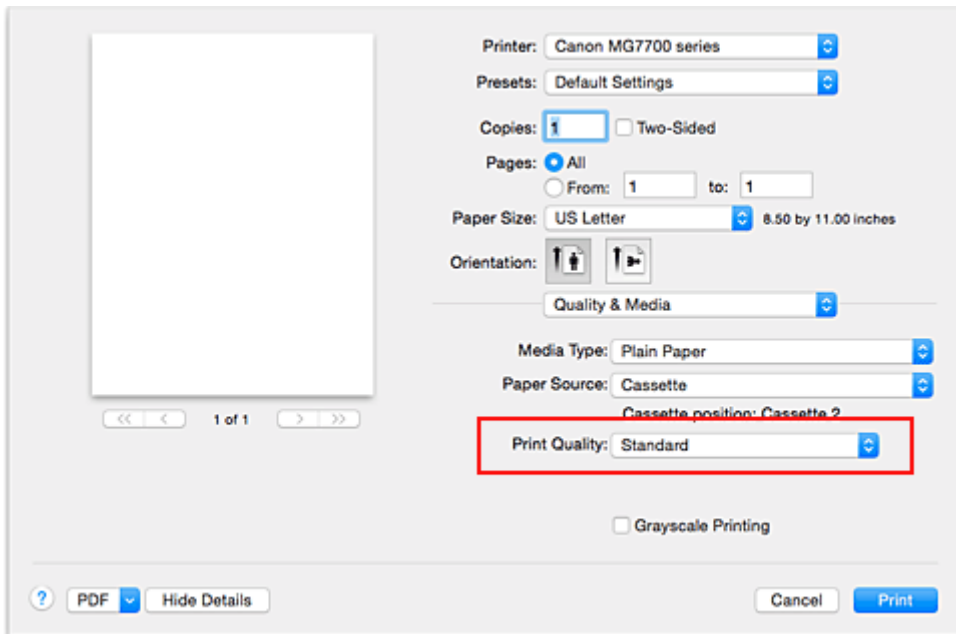 Printer: Canon MG7700 series
Presets: Default Settings
Copies: 1 Two-Sided
Pages: All
From: 1 to: 1
Paper Size: US Letter 8.50 by 11.00 inches
Orientation:
Quality & Media
Media Type: Plain Paper
Paper Source: Cassette
Cassette position: Cassette 2
<< < 1 of 1 > >>
Print Quality: Standard
Grayscale Printing
? PDF Hide Details Cancel Print